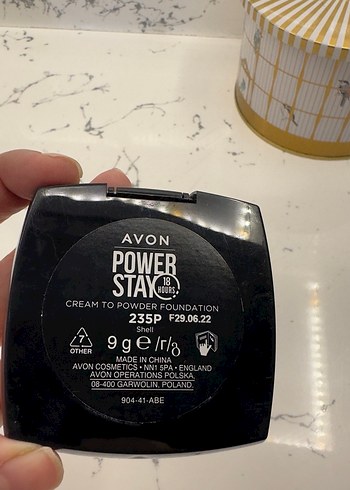 AVON
POWER
STAY 18
HOURS
CREAM TO POWDER FOUNDATION
235P F29.06.22
Shell
7
OTHER
9 g e /r/
MADE IN CHINA
AVON COSMETICS • NN1 5PA • ENGLAND
AVON OPERATIONS POLSKA,
08-400 GARWOLIN, POLAND.
904-41-ABE